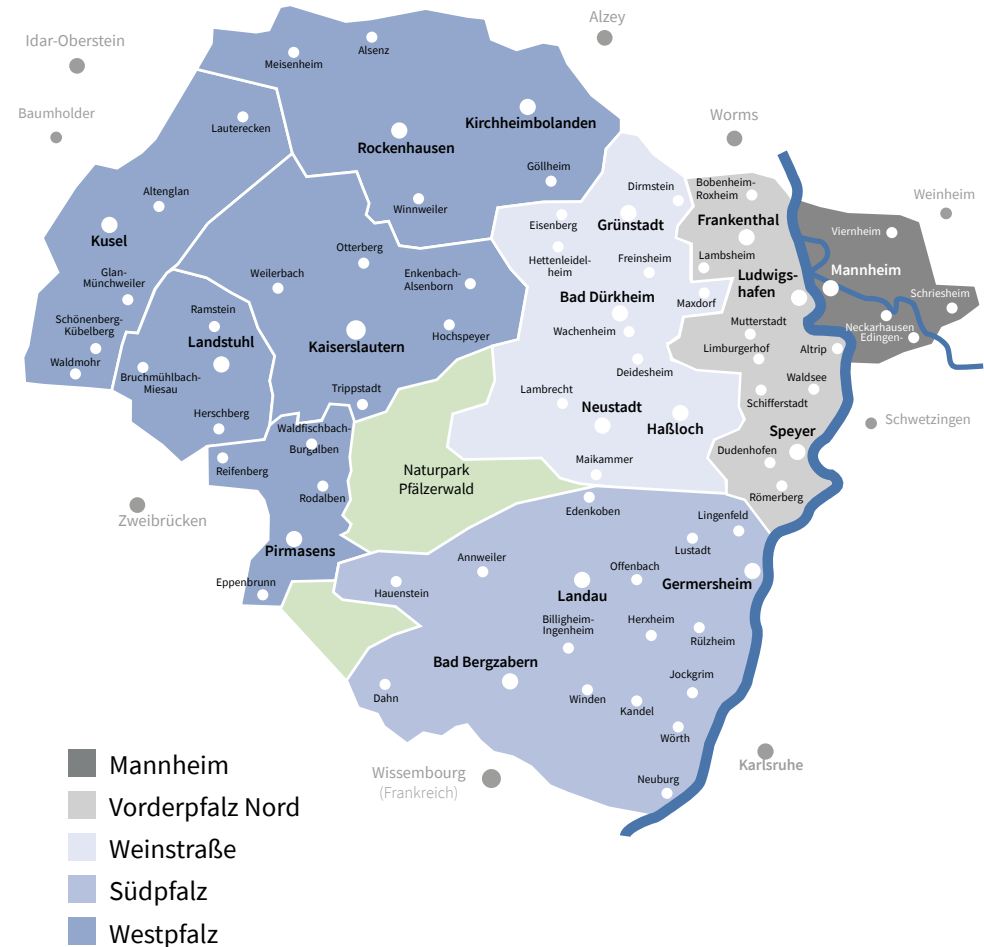 Idar-Oberstein
Alzey
Baumholder
Worms
Weinheim
Meisenheim
Alsenz
Lauterecken
Kirchheimbolanden
Rockenhausen
Göllheim
Winnweiler
Altenglan
Kusel
Glan-
Münchweiler
Schönenberg-
Kübelberg
Waldmohr
Otterberg
Weilerbach
Enkenbach-
Alsenborn
Ramstein
Landstuhl
Kaiserslautern
Hochspeyer
Bruchmühlbach-
Miesau
Herschberg
Trippstadt
Dirmstein
Grünstadt
Eisenberg
Hettenleidel-
heim
Freinsheim
Bad Dürkheim
Wachenheim
Deidesheim
Lambrecht
Neustadt
Haßloch
Maikammer
Bobenheim-
Roxheim
Frankenthal
Lambsheim
Ludwigs-
hafen
Maxdorf
Mutterstadt
Limburgerhof
Altrip
Waldsee
Schifferstadt
Speyer
Dudenhofen
Römerberg
Viernheim
Mannheim
Schriesheim
Neckarhausen
Edingen-
Schwetzingen
Waldfischbach-
Burgalben
Reifenberg
Rodalben
Pirmasens
Eppenbrunn
Zweibrücken
Naturpark
Pfälzerwald
Edenkoben
Lingenfeld
Lustadt
Annweiler
Hauenstein
Offenbach
Landau
Germersheim
Billigheim-
Ingenheim
Herxheim
Rülzheim
Bad Bergzabern
Jockgrim
Dahn
Winden
Kandel
Wörth
Neuburg
Karlsruhe
Wissembourg
(Frankreich)
Mannheim
Vorderpfalz Nord
Weinstraße
Südpfalz
Westpfalz